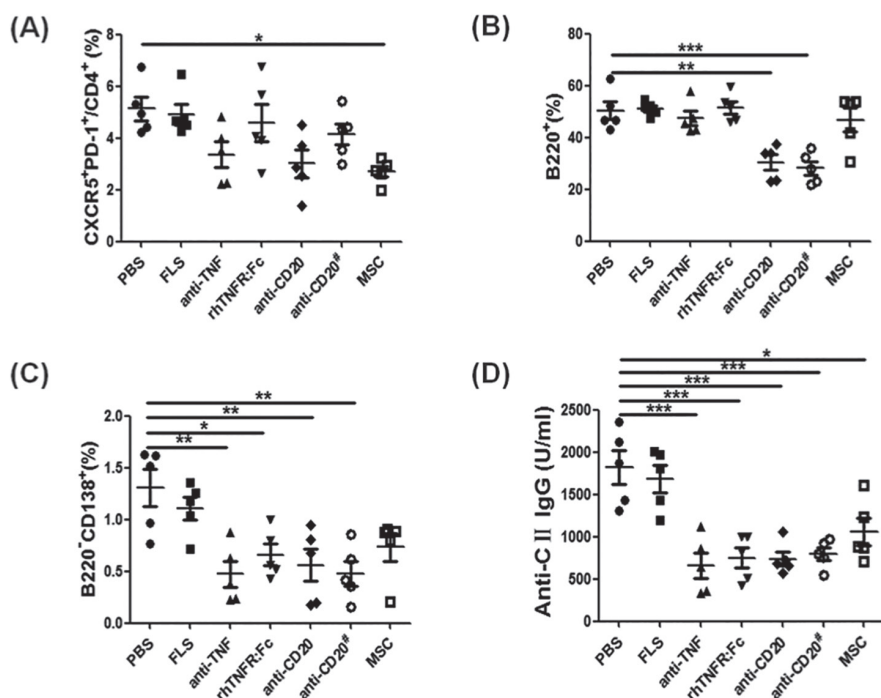 (A)
CXCR5⁺PD-1⁺/CD4⁺ (%)
8
6
4
2
0
*
PBS
FLS
anti-TNF
rhTNFR:Fc
anti-CD20
anti-CD20#
MSC
(B)
B220⁺(%)
80
60
40
20
0
***
**
PBS
FLS
anti-TNF
rhTNFR:Fc
anti-CD20
anti-CD20#
MSC
(C)
B220⁻CD138⁺(%)
2.0
1.5
1.0
0.5
0.0
**
**
*
**
PBS
FLS
anti-TNF
rhTNFR:Fc
anti-CD20
anti-CD20#
MSC
(D)
Anti-C II IgG (U/ml)
2500
2000
1500
1000
500
0
*
***
***
***
***
PBS
FLS
anti-TNF
rhTNFR:Fc
anti-CD20
anti-CD20#
MSC